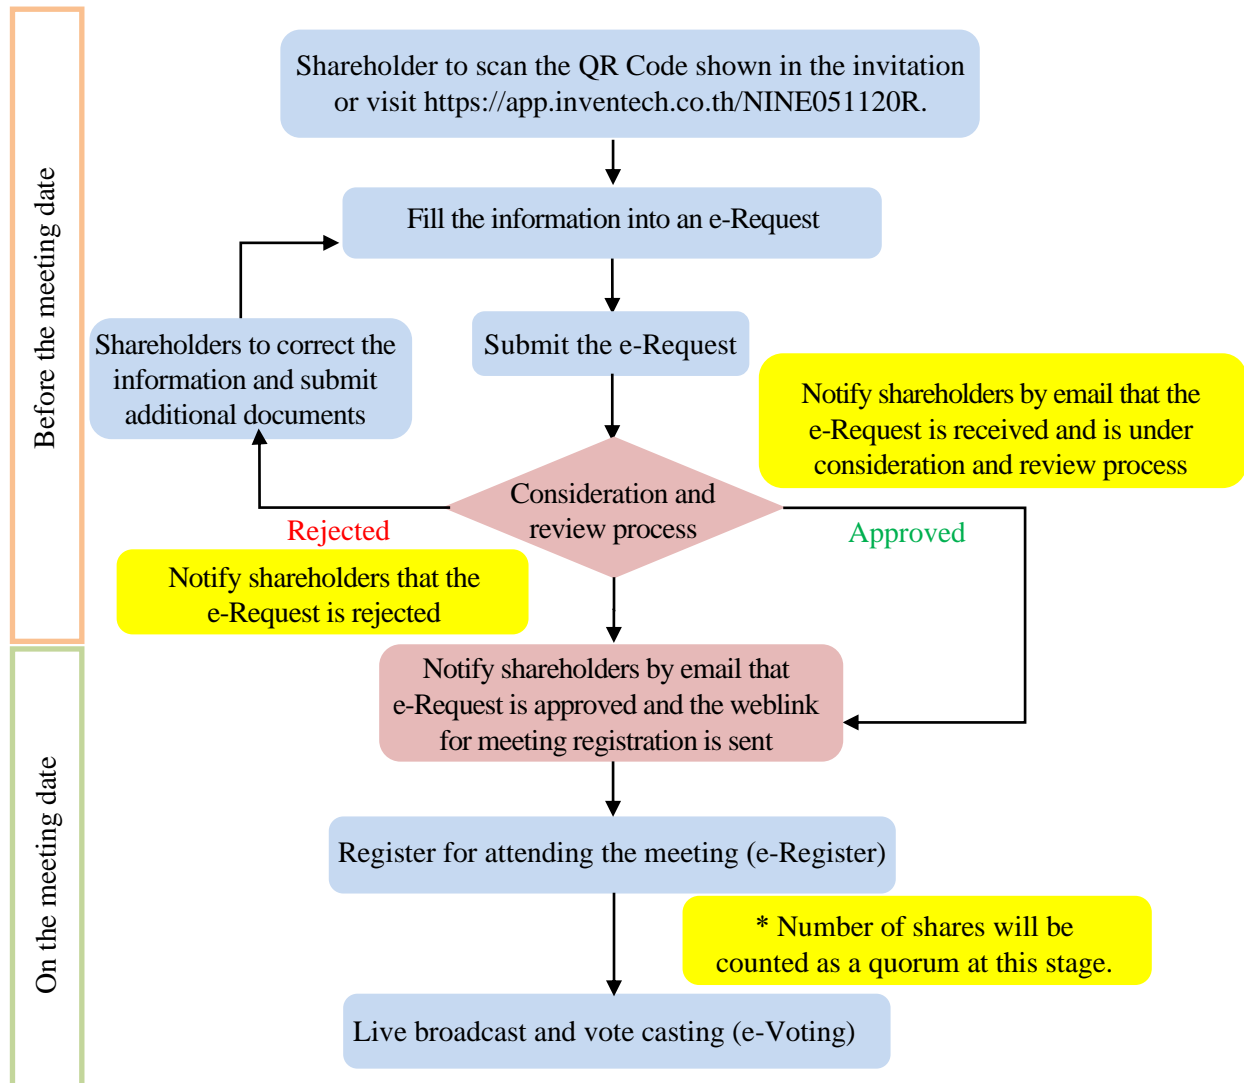 Before the meeting date
Shareholder to scan the QR Code shown in the invitation
or visit https://app.inventech.co.th/NINE051120R.
Fill the information into an e-Request
Submit the e-Request
Shareholders to correct the
information and submit
additional documents
Notify shareholders by email that the
e-Request is received and is under
consideration and review process
Consideration and
review process
Rejected
Approved
Notify shareholders that the
e-Request is rejected
On the meeting date
Notify shareholders by email that
e-Request is approved and the weblink
for meeting registration is sent
Register for attending the meeting (e-Register)
* Number of shares will be
counted as a quorum at this stage.
Live broadcast and vote casting (e-Voting)